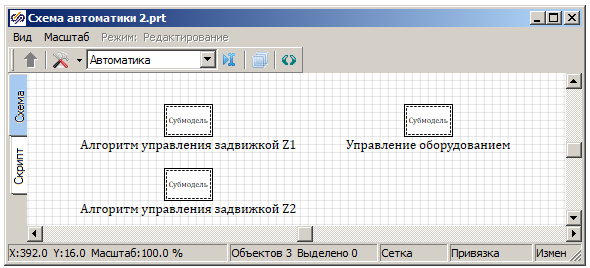 Схема автоматики 2.prt
Вид Масштаб Режим: Редактирование
Автоматика
Схема
Скрипт
Субмодель
Алгоритм управления задвижкой Z1
Субмодель
Управление оборудованием
Субмодель
Алгоритм управления задвижкой Z2
X:392.0 Y:16.0 Масштаб:100.0 % Объектов 3 Выделено 0 Сетка Привязка Измен